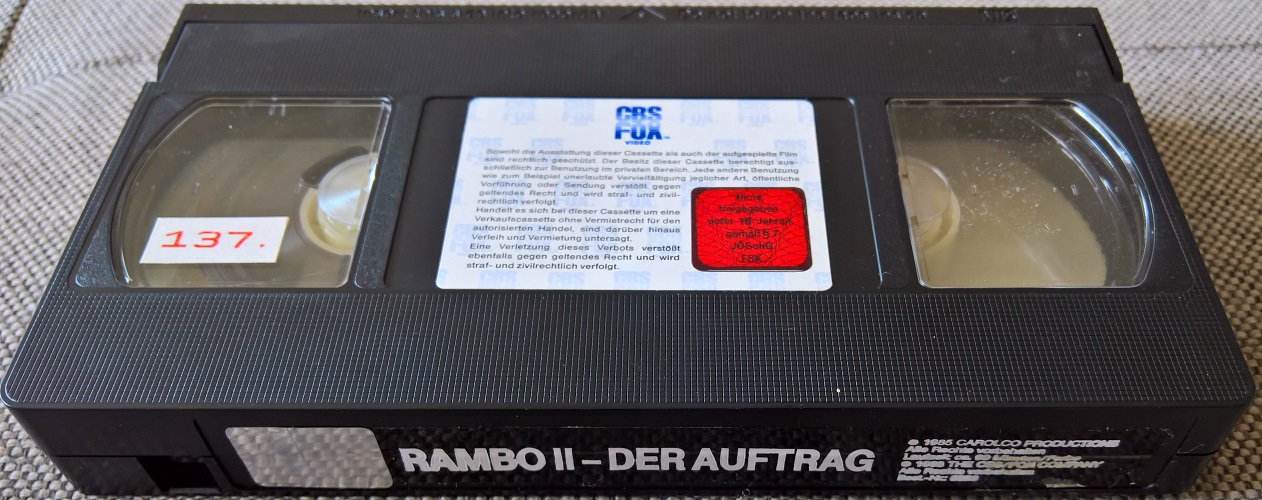 CBS
FOX
VIDEO
Sowohl die Ausstattung dieser Cassette als auch der aufgespielte Film
sind rechtlich geschützt. Der Besitz dieser Cassette berechtigt aus-
schließlich zur Benutzung im privaten Bereich. Jede andere Benutzung
wie zum Beispiel unerlaubte Vervielfältigung jeglicher Art, öffentliche
Vorführung oder Sendung verstößt gegen
geltendes Recht und wird straf- und zivil-
rechtlich verfolgt.
Handelt es sich bei dieser Cassette um eine
Verkaufscassette ohne Vermietrecht für den
autorisierten Handel, sind darüber hinaus
Verleih und Vermietung untersagt.
Eine Verletzung dieses Verbots verstößt
ebenfalls gegen geltendes Recht und wird
straf- und zivilrechtlich verfolgt.
Nicht
freigegeben
unter 18 Jahren
gemäß § 7
JÖSchG
FSK
137.
RAMBO II – DER AUFTRAG
© 1985 CAROLCO PRODUCTIONS
Alle Rechte vorbehalten
THE COMPANY